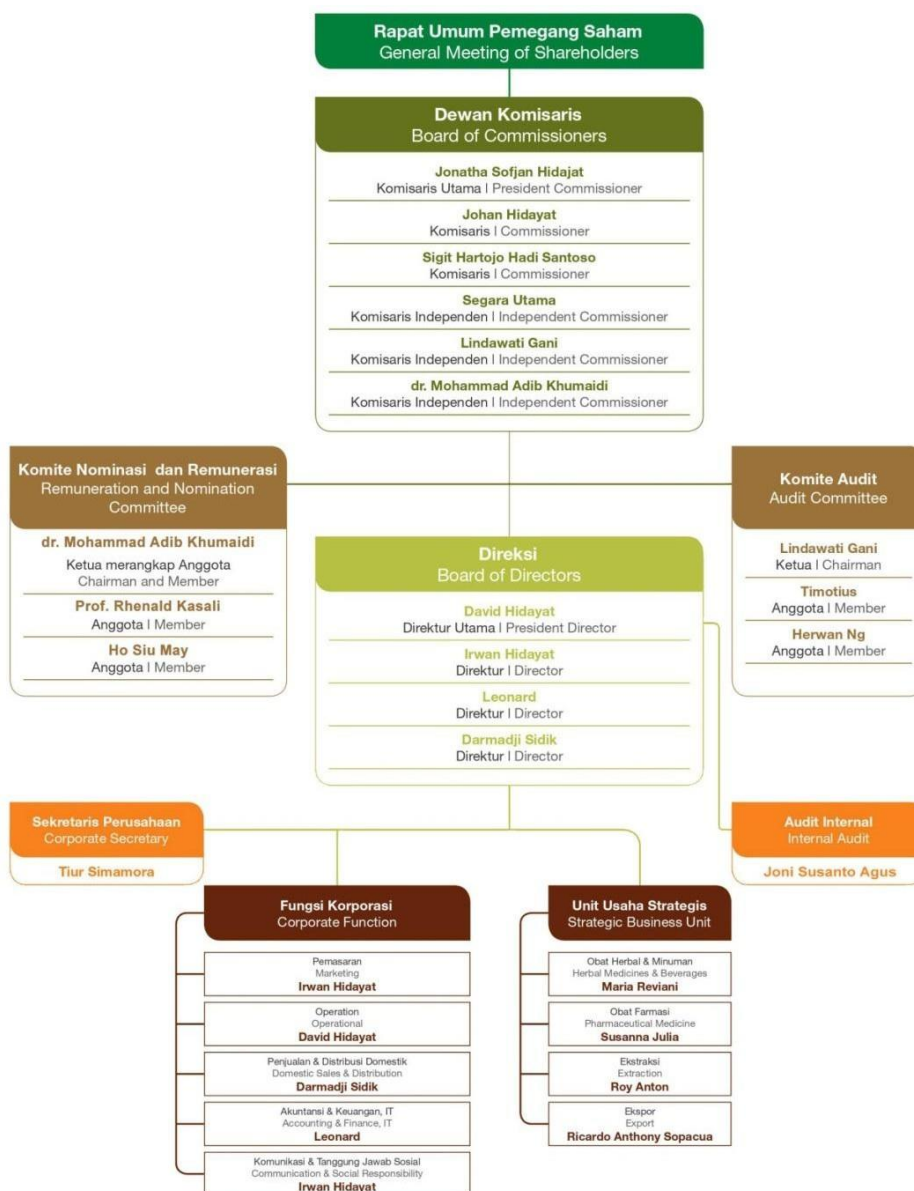 Rapat Umum Pemegang Saham
General Meeting of Shareholders
Dewan Komisaris
Board of Commissioners
Jonatha Sofjan Hidajat
Komisaris Utama | President Commissioner
Johan Hidayat
Komisaris | Commissioner
Sigit Hartojo Hadi Santoso
Komisaris | Commissioner
Segara Utama
Komisaris Independen | Independent Commissioner
Lindawati Gani
Komisaris Independen | Independent Commissioner
dr. Mohammad Adib Khumaidi
Komisaris Independen | Independent Commissioner
Komite Nominasi dan Remunerasi
Remuneration and Nomination
Committee
dr. Mohammad Adib Khumaidi
Ketua merangkap Anggota
Chairman and Member
Prof. Rhenald Kasali
Anggota | Member
Ho Siu May
Anggota | Member
Komite Audit
Audit Committee
Lindawati Gani
Ketua | Chairman
Timotius
Anggota | Member
Herwan Ng
Anggota | Member
Direksi
Board of Directors
David Hidayat
Direktur Utama | President Director
Irwan Hidayat
Direktur | Director
Leonard
Direktur | Director
Darmadji Sidik
Direktur | Director
Sekretaris Perusahaan
Corporate Secretary
Tiur Simamora
Audit Internal
Internal Audit
Joni Susanto Agus
Fungsi Korporasi
Corporate Function
Pemasaran
Marketing
Irwan Hidayat
Operation
Operational
David Hidayat
Penjualan & Distribusi Domestik
Domestic Sales & Distribution
Darmadji Sidik
Akuntansi & Keuangan, IT
Accounting & Finance, IT
Leonard
Komunikasi & Tanggung Jawab Sosial
Communication & Social Responsibility
Irwan Hidayat
Unit Usaha Strategis
Strategic Business Unit
Obat Herbal & Minuman
Herbal Medicines & Beverages
Maria Reviani
Obat Farmasi
Pharmaceutical Medicine
Susanna Julia
Ekstraksi
Extraction
Roy Anton
Ekspor
Export
Ricardo Anthony Sopacua